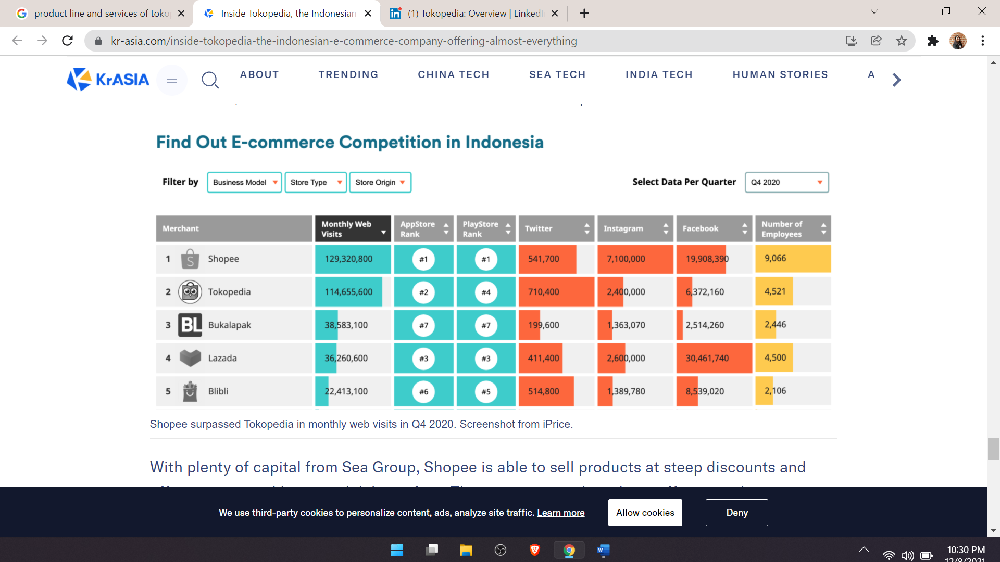 product line and services of toko
Inside Tokopedia, the Indonesian
(1) Tokopedia: Overview | LinkedI
kr-asia.com/inside-tokopedia-the-indonesian-e-commerce-company-offering-almost-everything
KrASIA
ABOUT TRENDING CHINA TECH SEA TECH INDIA TECH HUMAN STORIES A
Find Out E-commerce Competition in Indonesia
Filter by Business Model Store Type Store Origin Select Data Per Quarter Q4 2020
Merchant Monthly Web Visits AppStore Rank PlayStore Rank Twitter Instagram Facebook Number of Employees
1 S Shopee 129,320,800 #1 #1 541,700 7,100,000 19,908,390 9,066
2 Tokopedia 114,655,600 #2 #4 710,400 2,400,000 6,372,160 4,521
3 BL Bukalapak 38,583,100 #7 #7 199,600 1,363,070 2,514,260 2,446
4 Lazada 36,260,600 #3 #3 411,400 2,600,000 30,461,740 4,500
5 Blibli 22,413,100 #6 #5 514,800 1,389,780 8,539,020 2,106
Shopee surpassed Tokopedia in monthly web visits in Q4 2020. Screenshot from iPrice.
With plenty of capital from Sea Group, Shopee is able to sell products at steep discounts and
We use third-party cookies to personalize content, ads, analyze site traffic. Learn more Allow cookies Deny
10:30 PM
12/8/2021